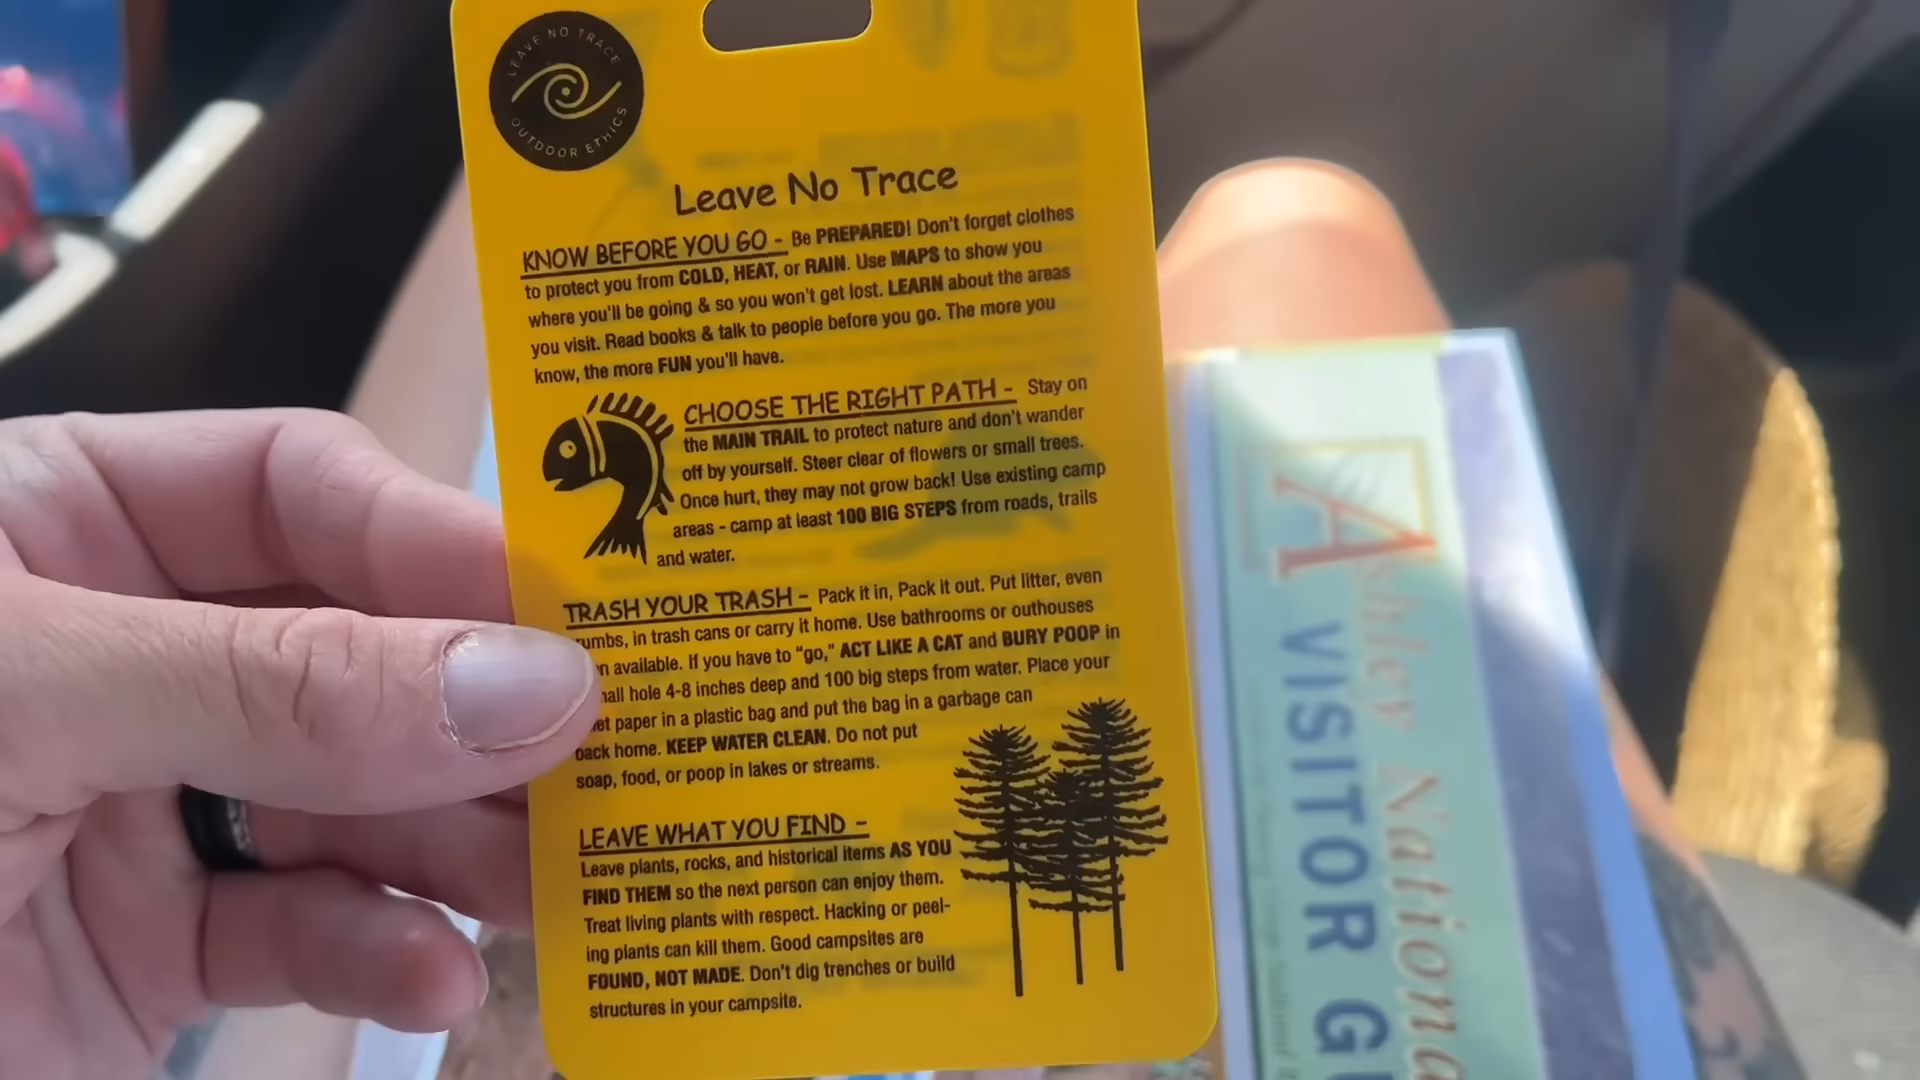 LEAVE NO TRACE
OUTDOOR ETHICS
Leave No Trace
KNOW BEFORE YOU GO - Be PREPARED! Don't forget clothes
to protect you from COLD, HEAT, or RAIN. Use MAPS to show you
where you'll be going & so you won't get lost. LEARN about the areas
you visit. Read books & talk to people before you go. The more you
know, the more FUN you'll have.
CHOOSE THE RIGHT PATH - Stay on
the MAIN TRAIL to protect nature and don't wander
off by yourself. Steer clear of flowers or small trees.
Once hurt, they may not grow back! Use existing camp
areas - camp at least 100 BIG STEPS from roads, trails
and water.
TRASH YOUR TRASH - Pack it in, Pack it out. Put litter, even
umbs, in trash cans or carry it home. Use bathrooms or outhouses
n available. If you have to "go," ACT LIKE A CAT and BURY POOP in
all hole 4-8 inches deep and 100 big steps from water. Place your
et paper in a plastic bag and put the bag in a garbage can
back home. KEEP WATER CLEAN. Do not put
soap, food, or poop in lakes or streams.
LEAVE WHAT YOU FIND -
Leave plants, rocks, and historical items AS YOU
FIND THEM so the next person can enjoy them.
Treat living plants with respect. Hacking or peel-
ing plants can kill them. Good campsites are
FOUND, NOT MADE. Don't dig trenches or build
structures in your campsite.
Ashley Nationa
VISITOR GU